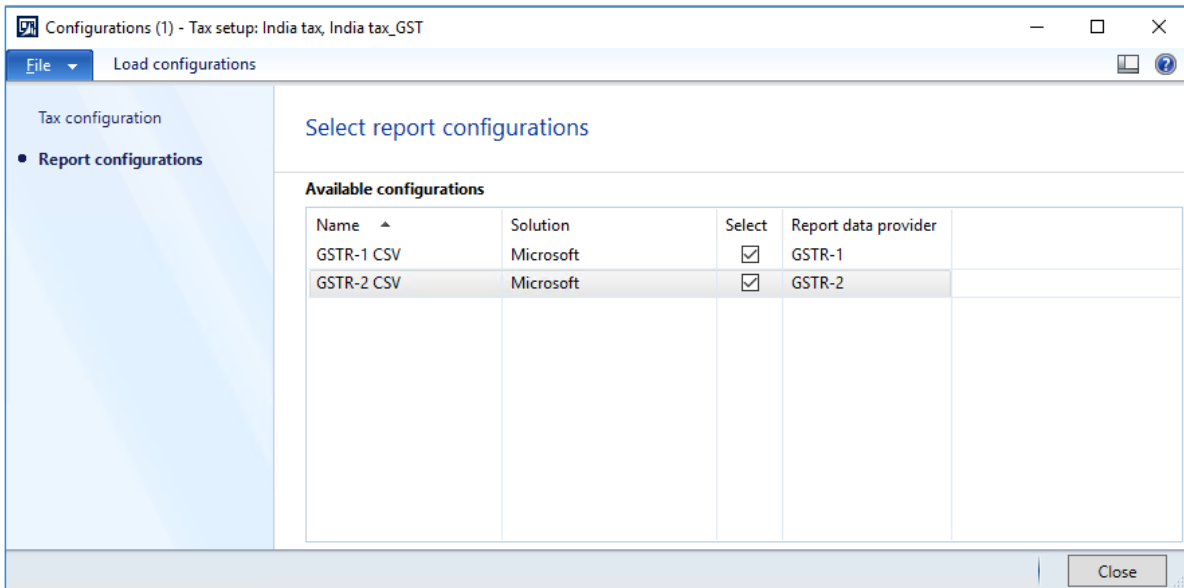 Configurations (1) - Tax setup: India tax, India tax_GST
File Load configurations
Tax configuration
Report configurations
Select report configurations
Available configurations
Name Solution Select Report data provider
GSTR-1 CSV Microsoft GSTR-1
GSTR-2 CSV Microsoft GSTR-2
Close